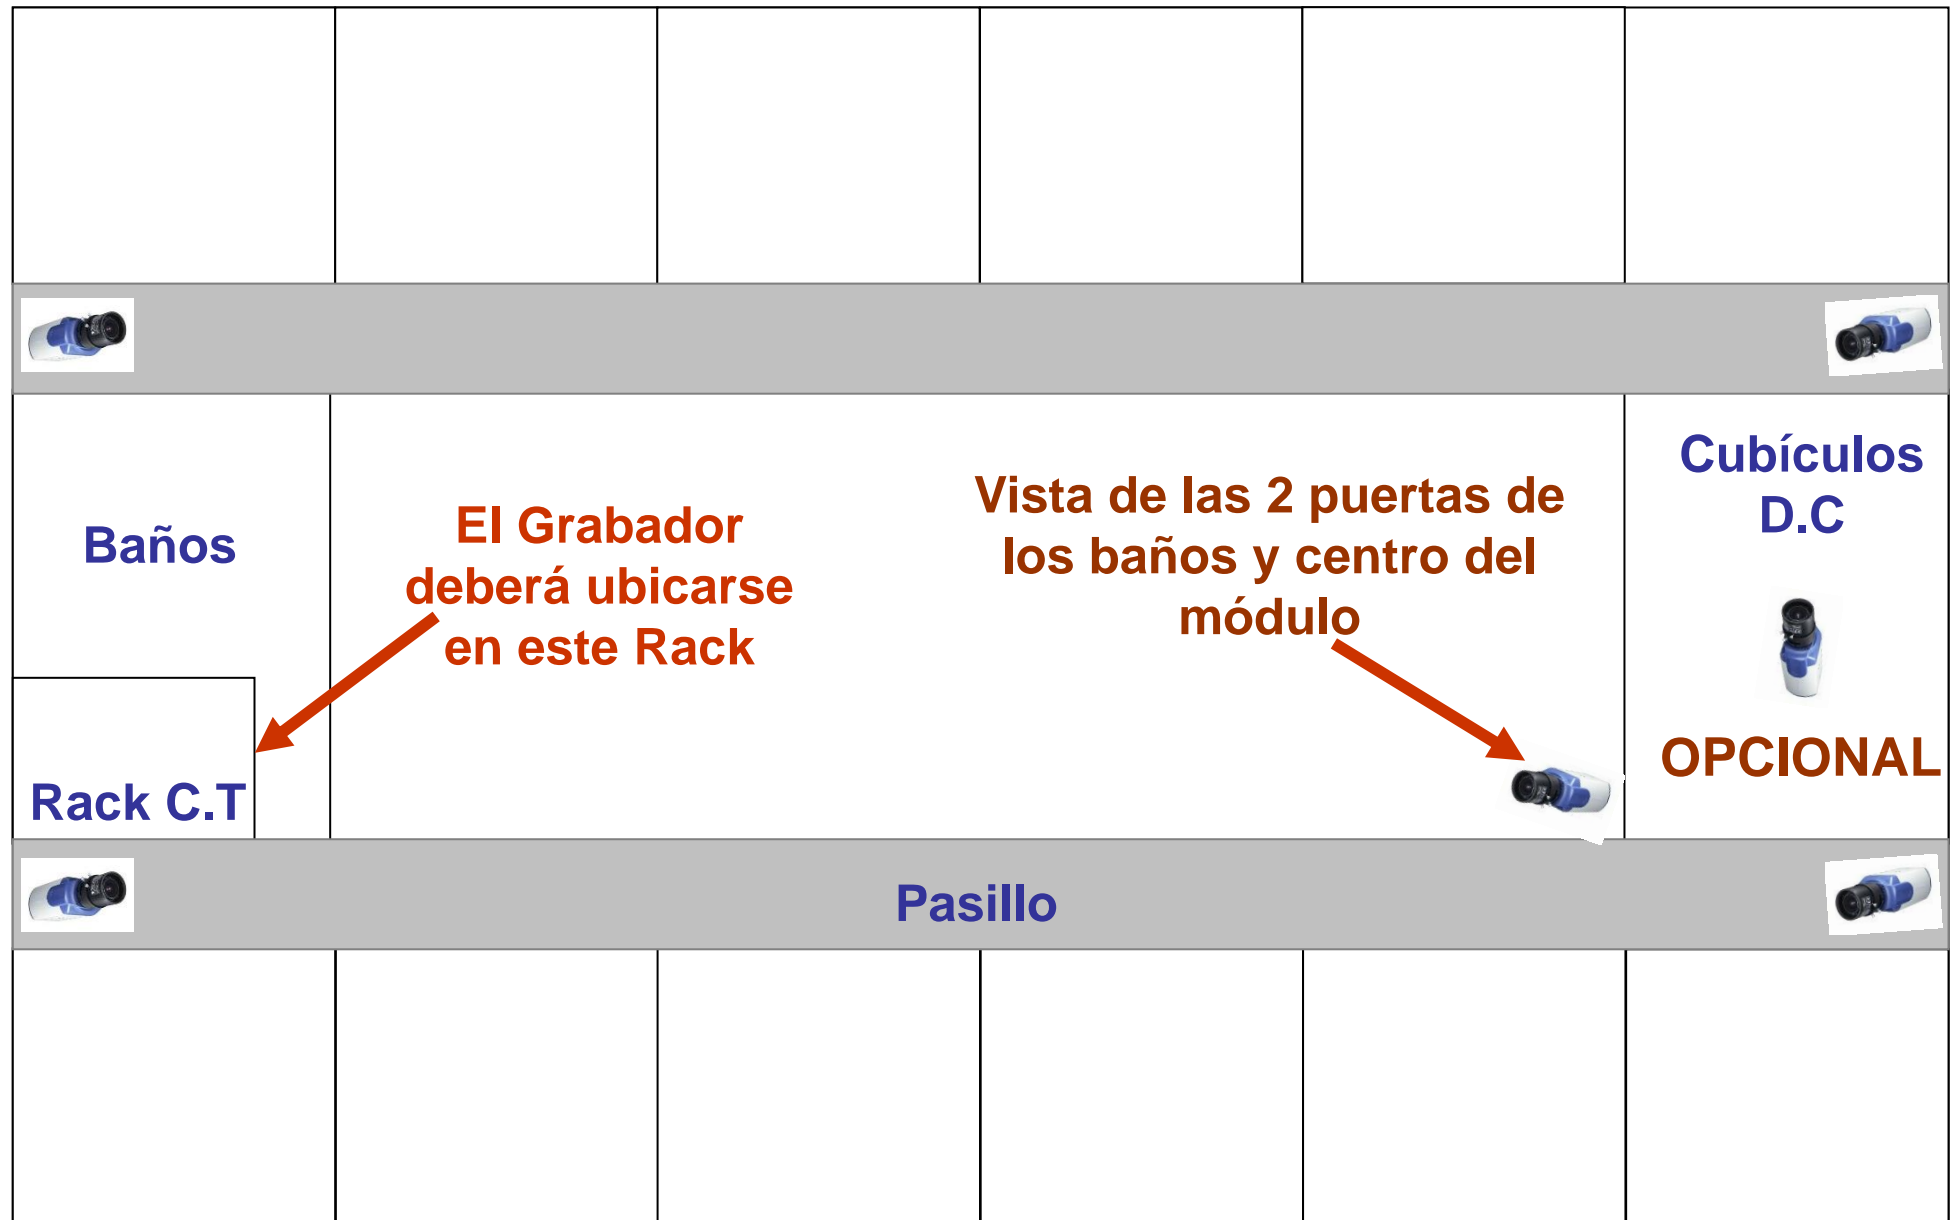 Baños
El Grabador
deberá ubicarse
en este Rack
Vista de las 2 puertas de
los baños y centro del
módulo
Cubículos
D.C
OPCIONAL
Rack C.T
Pasillo